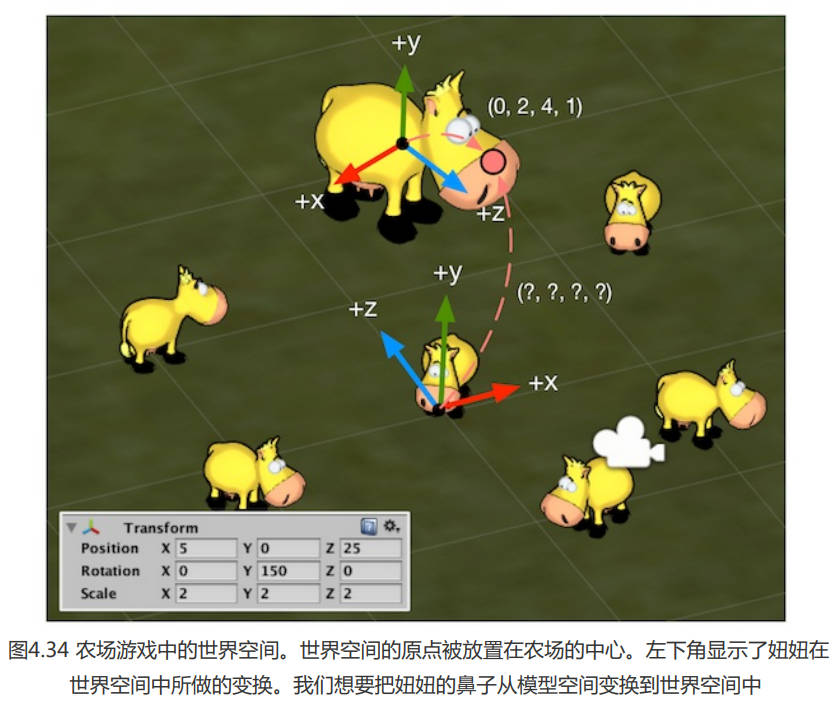 +y
(0, 2, 4, 1)
+x
+z
+y
(?, ?, ?, ?)
+z
+x
Transform
Position X 5 Y 0 Z 25
Rotation X 0 Y 150 Z 0
Scale X 2 Y 2 Z 2
图4.34 农场游戏中的世界空间。世界空间的原点被放置在农场的中心。左下角显示了妞妞在
世界空间中所做的变换。我们想要把妞妞的鼻子从模型空间变换到世界空间中